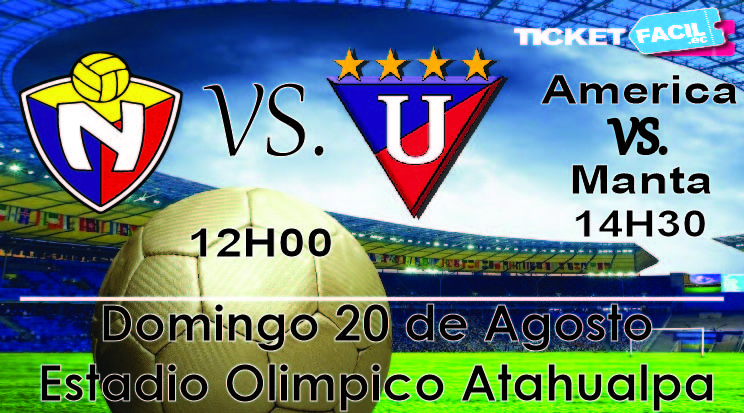 TICKET FACIL.ec
N
VS.
U
America
VS.
Manta
14H30
12H00
Domingo 20 de Agosto
Estadio Olimpico Atahualpa